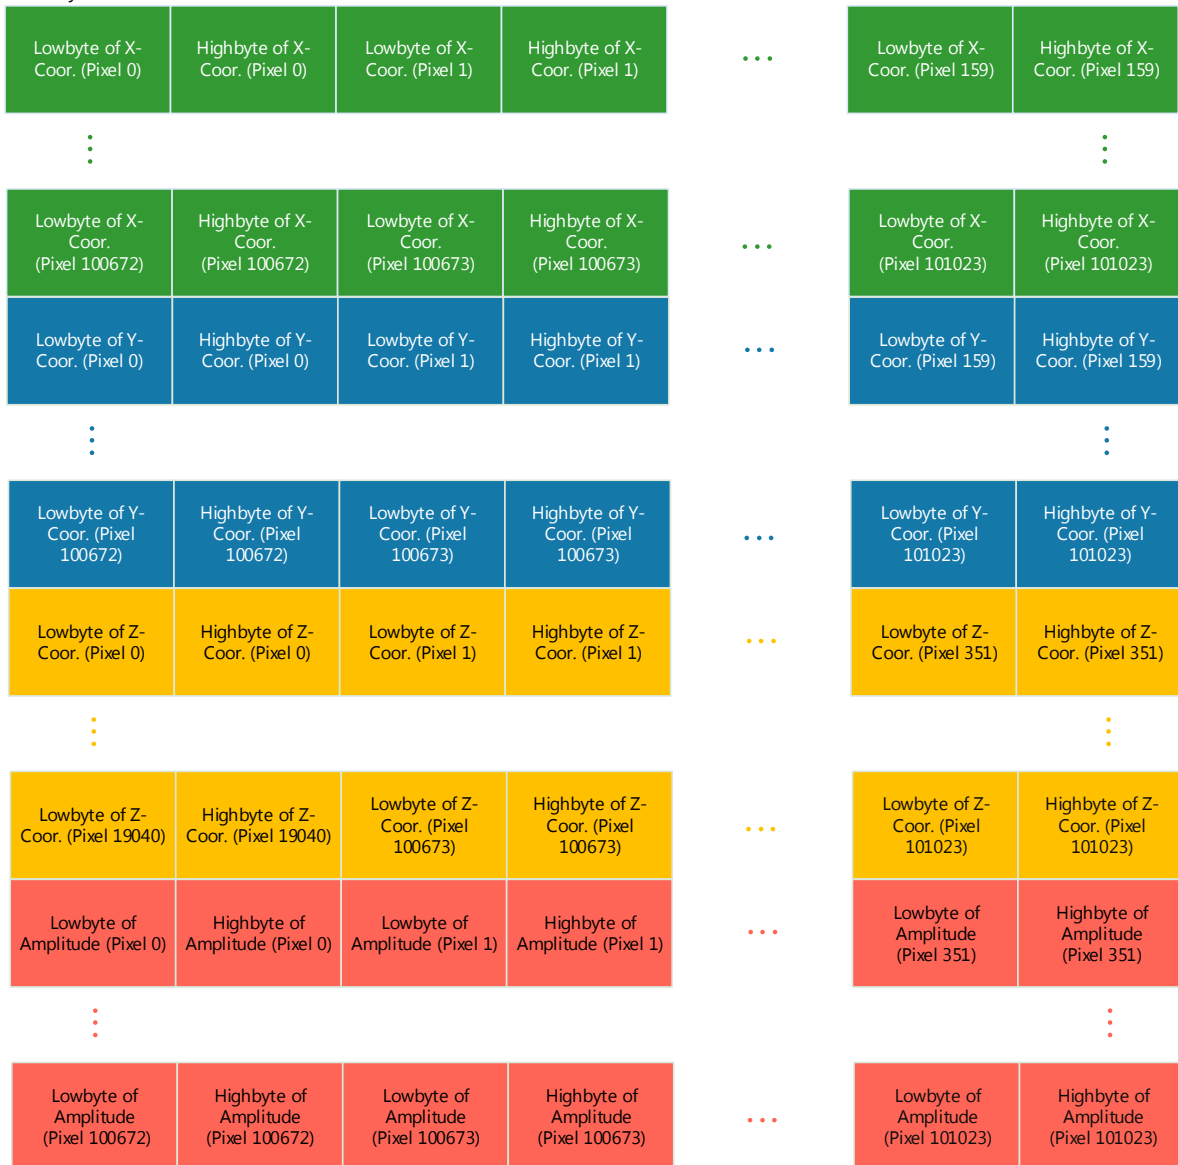 Lowbyte of X-
Coor. (Pixel 0)
Highbyte of X-
Coor. (Pixel 0)
Lowbyte of X-
Coor. (Pixel 1)
Highbyte of X-
Coor. (Pixel 1)
...
Lowbyte of X-
Coor. (Pixel 159)
Highbyte of X-
Coor. (Pixel 159)
Lowbyte of X-
Coor.
(Pixel 100672)
Highbyte of X-
Coor.
(Pixel 100672)
Lowbyte of X-
Coor.
(Pixel 100673)
Highbyte of X-
Coor.
(Pixel 100673)
...
Lowbyte of X-
Coor.
(Pixel 101023)
Highbyte of X-
Coor.
(Pixel 101023)
Lowbyte of Y-
Coor. (Pixel 0)
Highbyte of Y-
Coor. (Pixel 0)
Lowbyte of Y-
Coor. (Pixel 1)
Highbyte of Y-
Coor. (Pixel 1)
...
Lowbyte of Y-
Coor. (Pixel 159)
Highbyte of Y-
Coor. (Pixel 159)
Lowbyte of Y-
Coor. (Pixel
100672)
Highbyte of Y-
Coor. (Pixel
100672)
Lowbyte of Y-
Coor. (Pixel
100673)
Highbyte of Y-
Coor. (Pixel
100673)
...
Lowbyte of Y-
Coor. (Pixel
101023)
Highbyte of Y-
Coor. (Pixel
101023)
Lowbyte of Z-
Coor. (Pixel 0)
Highbyte of Z-
Coor. (Pixel 0)
Lowbyte of Z-
Coor. (Pixel 1)
Highbyte of Z-
Coor. (Pixel 1)
...
Lowbyte of Z-
Coor. (Pixel 351)
Highbyte of Z-
Coor. (Pixel 351)
Lowbyte of Z-
Coor. (Pixel 19040)
Highbyte of Z-
Coor. (Pixel 19040)
Lowbyte of Z-
Coor. (Pixel
100673)
Highbyte of Z-
Coor. (Pixel
100673)
...
Lowbyte of Z-
Coor. (Pixel
101023)
Highbyte of Z-
Coor. (Pixel
101023)
Lowbyte of
Amplitude (Pixel 0)
Highbyte of
Amplitude (Pixel 0)
Lowbyte of
Amplitude (Pixel 1)
Highbyte of
Amplitude (Pixel 1)
...
Lowbyte of
Amplitude
(Pixel 351)
Highbyte of
Amplitude
(Pixel 351)
Lowbyte of
Amplitude
(Pixel 100672)
Highbyte of
Amplitude
(Pixel 100672)
Lowbyte of
Amplitude
(Pixel 100673)
Highbyte of
Amplitude
(Pixel 100673)
...
Lowbyte of
Amplitude
(Pixel 101023)
Highbyte of
Amplitude
(Pixel 101023)